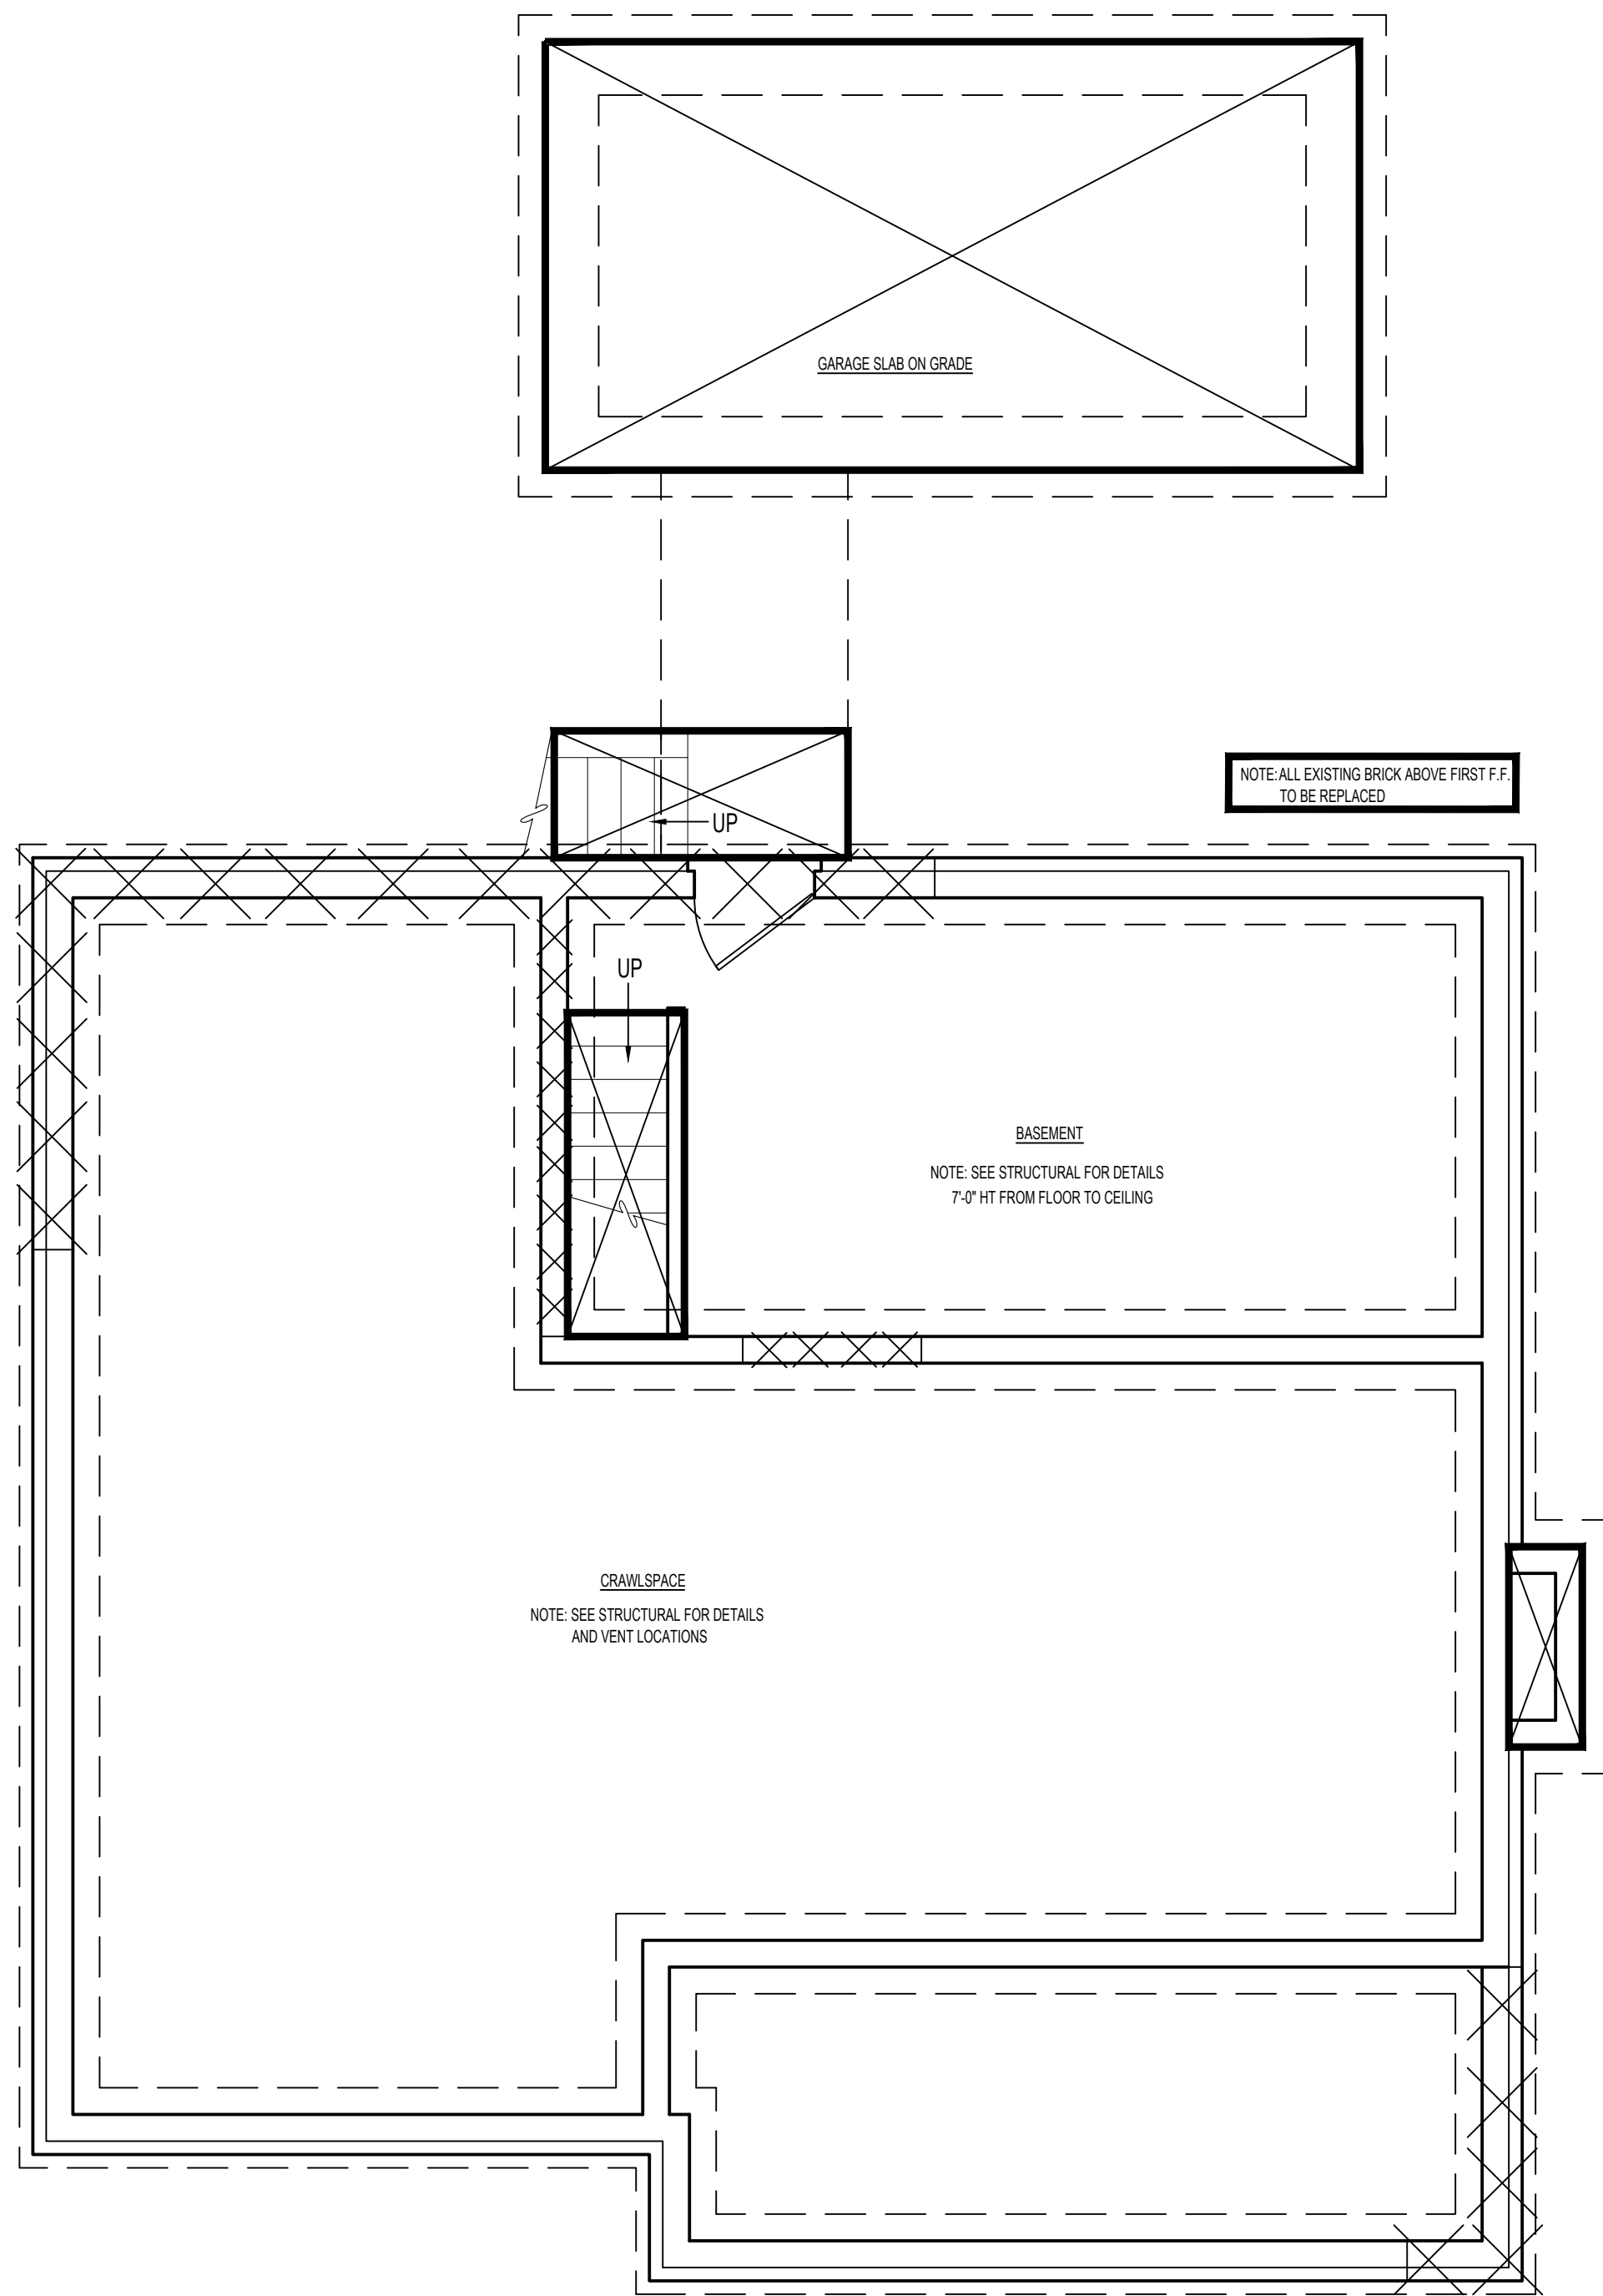 GARAGE SLAB ON GRADE
NOTE: ALL EXISTING BRICK ABOVE FIRST F.F.
TO BE REPLACED
UP
UP
BASEMENT
NOTE: SEE STRUCTURAL FOR DETAILS
7'-0" HT FROM FLOOR TO CEILING
CRAWLSPACE
NOTE: SEE STRUCTURAL FOR DETAILS
AND VENT LOCATIONS